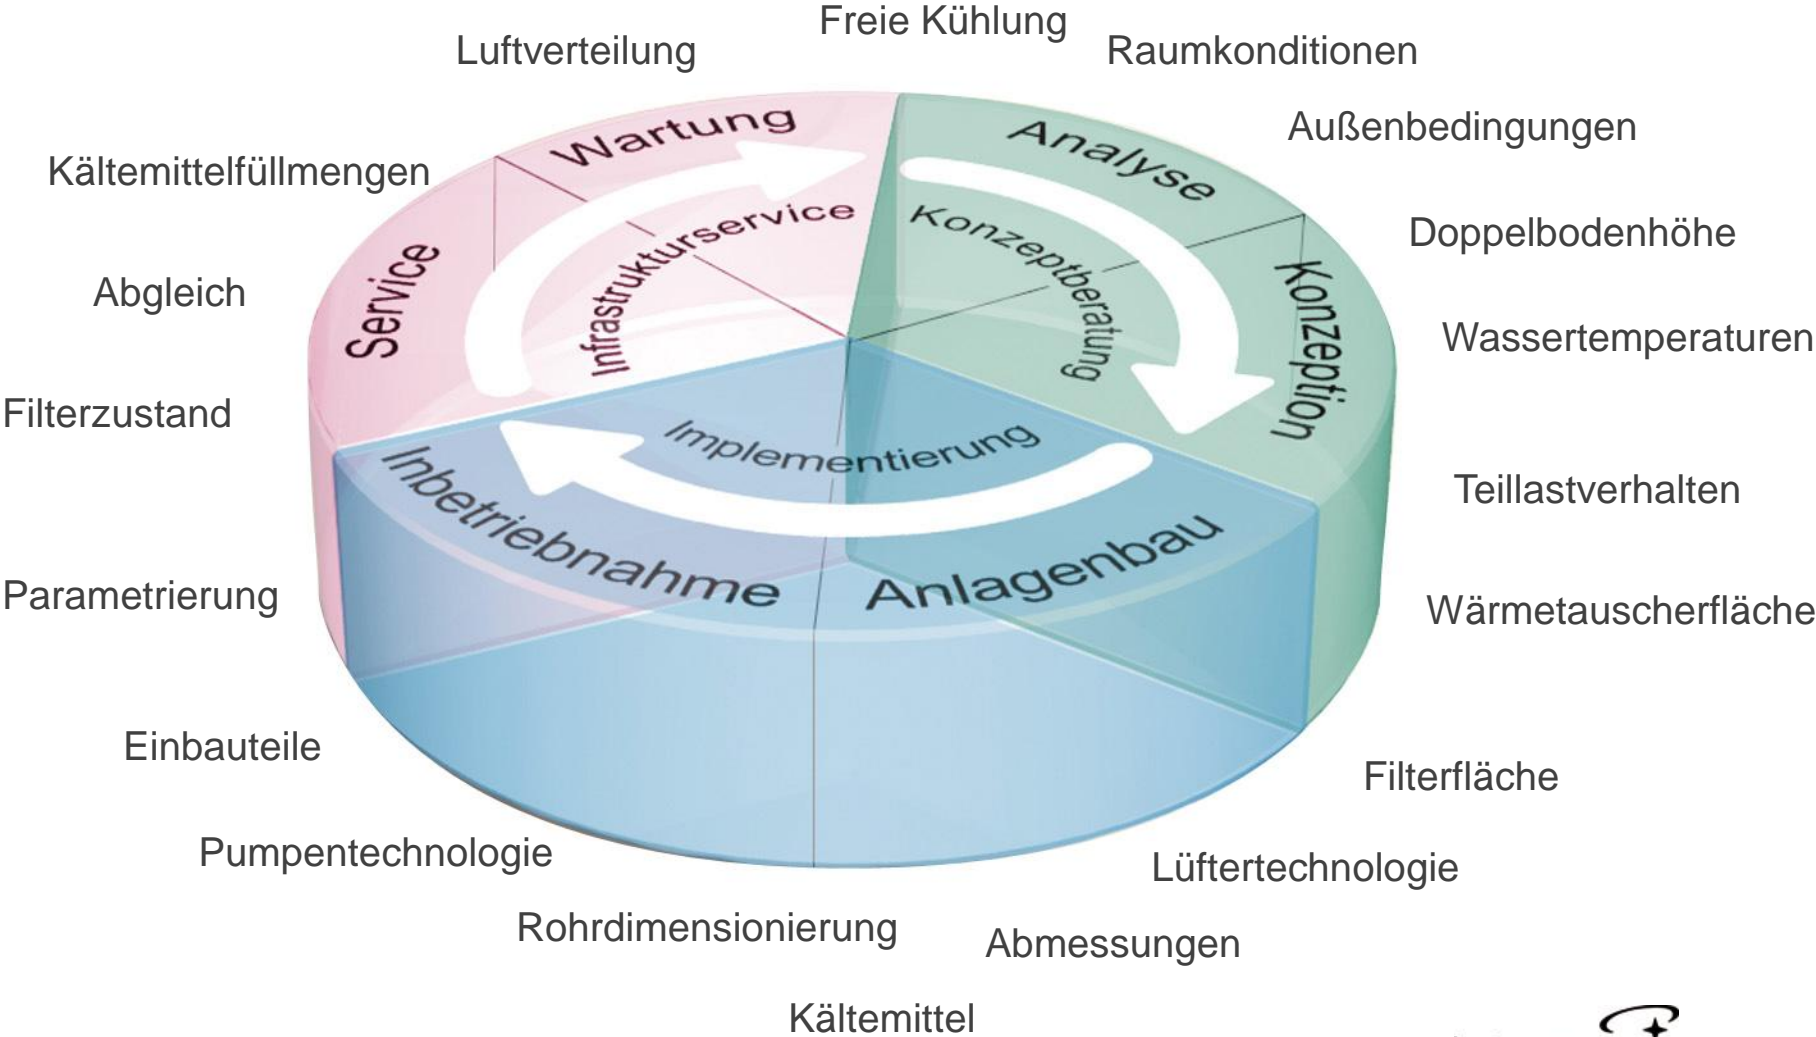 Freie Kühlung
Luftverteilung
Raumkonditionen
Außenbedingungen
Kältemittelfüllmengen
Doppelbodenhöhe
Abgleich
Wassertemperaturen
Filterzustand
Teillastverhalten
Parametrierung
Wärmetauscherfläche
Einbauteile
Filterfläche
Pumpentechnologie
Lüftertechnologie
Rohrdimensionierung
Abmessungen
Kältemittel
Wartung
Analyse
Service
Infrastrukturservice
Konzeptberatung
Konzeption
Implementierung
Inbetriebnahme
Anlagenbau